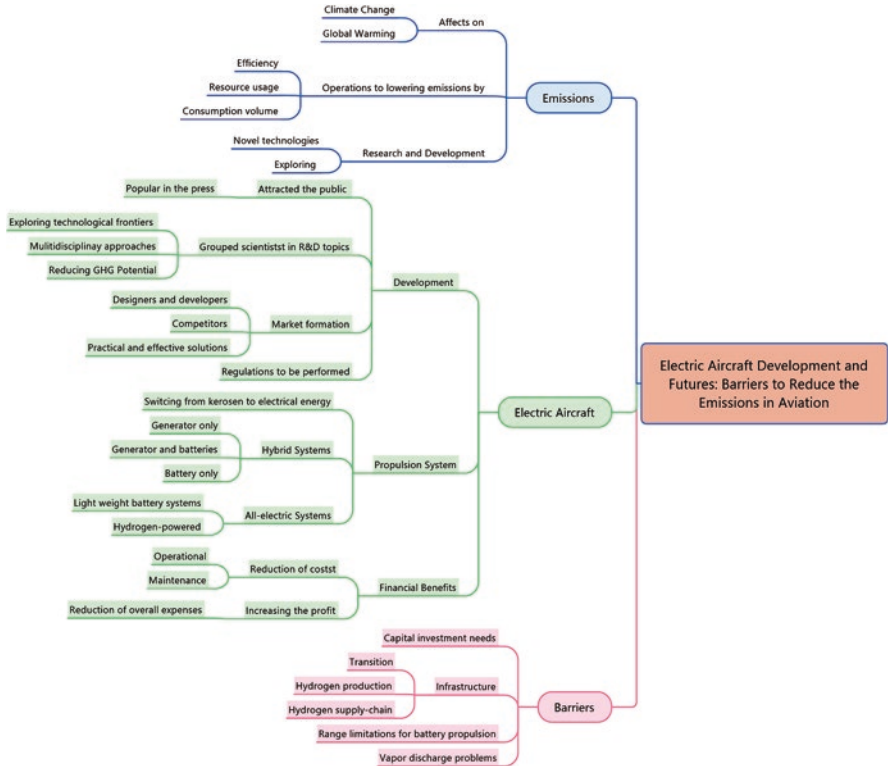 Climate Change
Affects on
Global Warming
Efficiency
Resource usage
Operations to lowering emissions by
Emissions
Consumption volume
Novel technologies
Research and Development
Exploring
Popular in the press
Attracted the public
Exploring technological frontiers
Mulitidisciplinay approaches
Grouped scientistst in R&D topics
Reducing GHG Potential
Development
Designers and developers
Competitors
Market formation
Practical and effective solutions
Regulations to be performed
Electric Aircraft Development and
Futures: Barriers to Reduce the
Emissions in Aviation
Switcing from kerosen to electrical energy
Electric Aircraft
Generator only
Generator and batteries
Hybrid Systems
Battery only
Propulsion System
Light weight battery systems
All-electric Systems
Hydrogen-powered
Operational
Reduction of costst
Maintenance
Financial Benefits
Reduction of overall expenses
Increasing the profit
Capital investment needs
Transition
Hydrogen production
Infrastructure
Hydrogen supply-chain
Barriers
Range limitations for battery propulsion
Vapor discharge problems